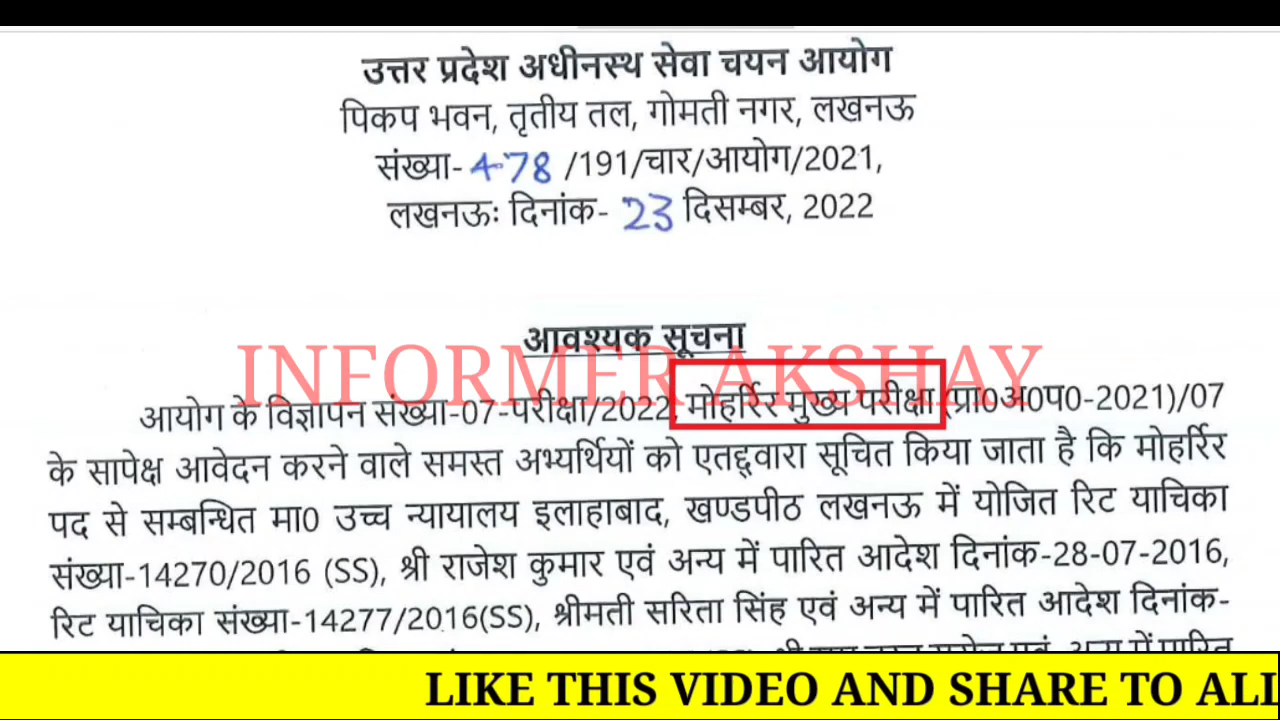 उत्तर प्रदेश अधीनस्थ सेवा चयन आयोग
पिकप भवन, तृतीय तल, गोमती नगर, लखनऊ
संख्या- 478 /191/चार/आयोग/2021,
लखनऊः दिनांक- 23 दिसम्बर, 2022
आवश्यक सूचना
INFORMER AKSHAY
आयोग के विज्ञापन संख्या-07-परीक्षा/2022, मोहर्रिर मुख्य परीक्षा (प्रा0अ0प0-2021)/07
के सापेक्ष आवेदन करने वाले समस्त अभ्यर्थियों को एतद्द्वारा सूचित किया जाता है कि मोहर्रिर
पद से सम्बन्धित मा0 उच्च न्यायालय इलाहाबाद, खण्डपीठ लखनऊ में योजित रिट याचिका
संख्या-14270/2016 (SS), श्री राजेश कुमार एवं अन्य में पारित आदेश दिनांक-28-07-2016,
रिट याचिका संख्या-14277/2016(SS), श्रीमती सरिता सिंह एवं अन्य में पारित आदेश दिनांक-
एवं अन्य में पारित
LIKE THIS VIDEO AND SHARE TO ALL